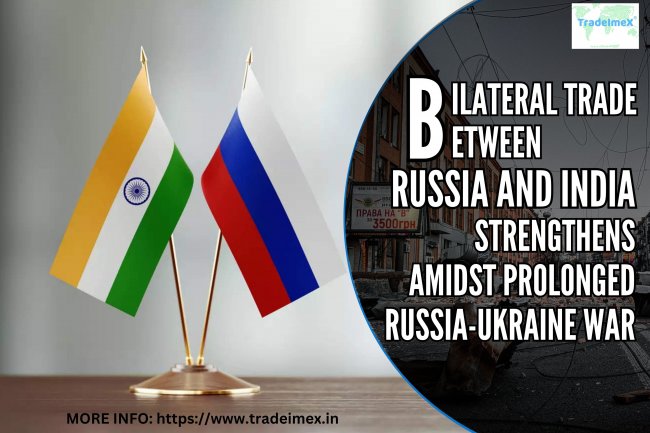 TradeImeX
BILATERAL TRADE
BETWEEN
RUSSIA AND INDIA
STRENGTHENS
AMIDST PROLONGED
RUSSIA-UKRAINE WAR
ПРАВА НА "В"
3500грн
MORE INFO: https://www.tradeimex.in